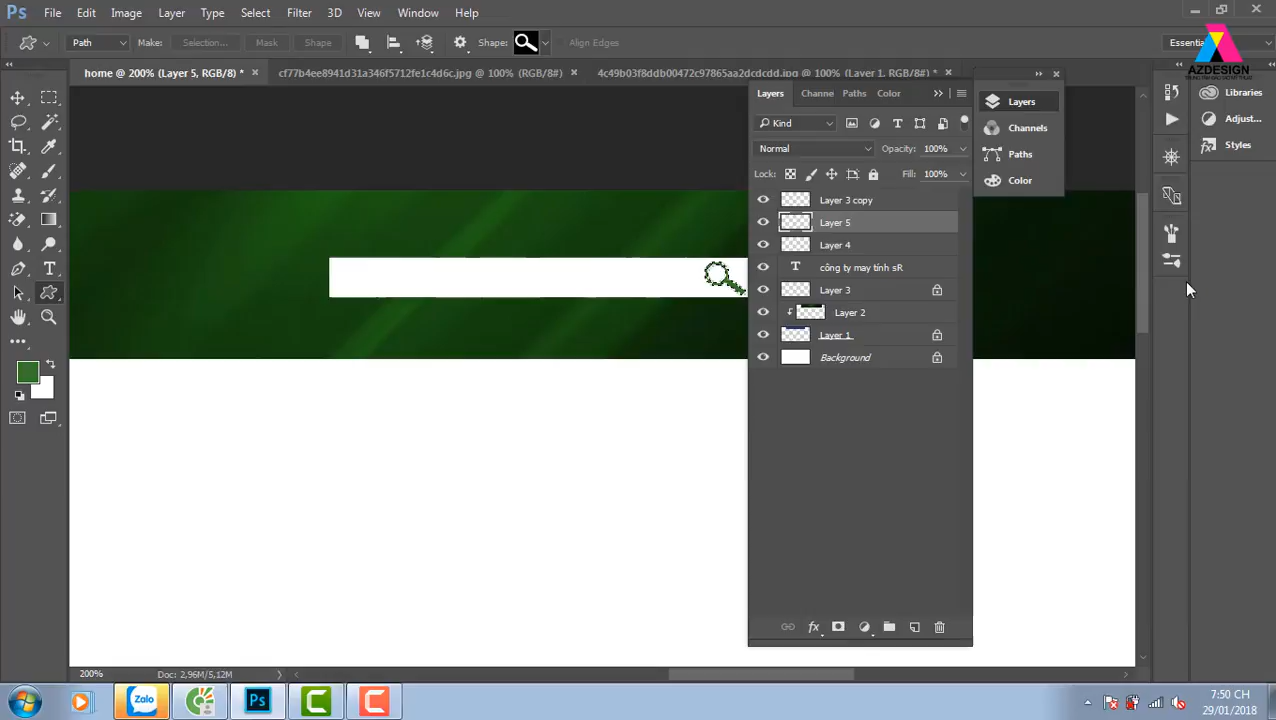 Ps File Edit Image Layer Type Select Filter 3D View Window Help
Path Make: Selection... Mask Shape Shape: Align Edges Essentia
AZDESIGN
home @ 200% (Layer 5, RGB/8) * × cf77b4ee8941d31a346f5712fe1c4d6c.jpg @ 100% (RGB/8#) × 4c49b03f8ddb00472c97865aa2dcdcdd.jpg @ 100% (Layer 1, RGB/8#) * ×
Layers Channe Paths Color
Kind
Normal Opacity: 100%
Lock: Fill: 100%
Layer 3 copy
Layer 5
Layer 4
T công ty may tính sR
Layer 3
Layer 2
Layer 1
Background
fx
Layers
Channels
Paths
Color
Libraries
Adjust...
Styles
200% Doc: 2,96M/5,12M
Zalo
Ps
7:50 CH
29/01/2018